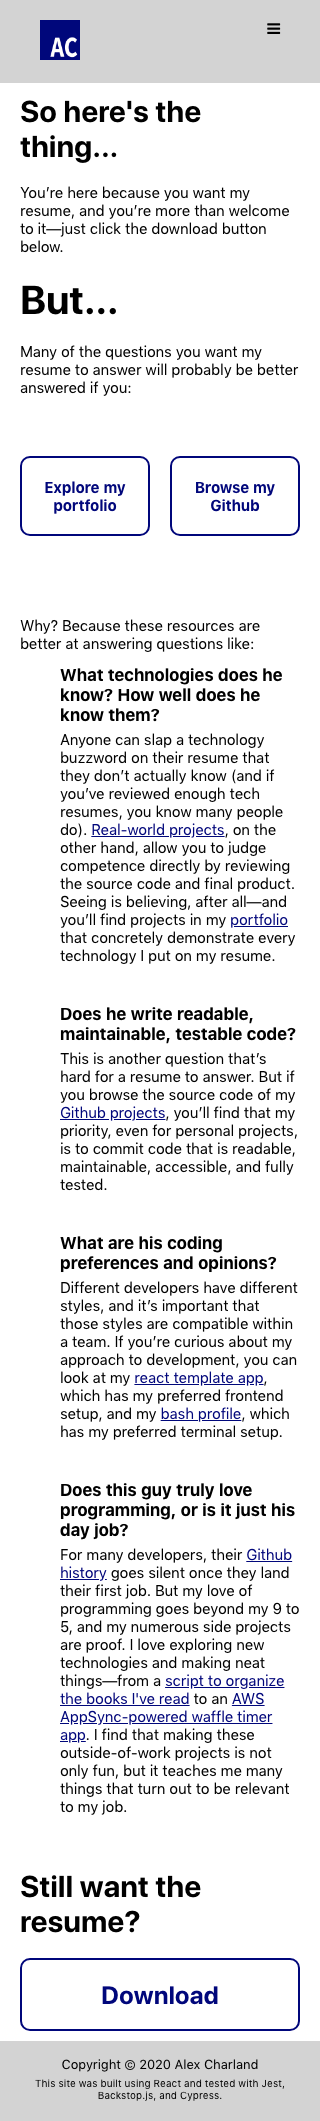 AC
So here's the
thing...
You’re here because you want my
resume, and you’re more than welcome
to it—just click the download button
below.
But...
Many of the questions you want my
resume to answer will probably be better
answered if you:
Explore my
portfolio
Browse my
Github
Why? Because these resources are
better at answering questions like:
What technologies does he
know? How well does he
know them?
Anyone can slap a technology
buzzword on their resume that
they don’t actually know (and if
you’ve reviewed enough tech
resumes, you know many people
do). Real-world projects, on the
other hand, allow you to judge
competence directly by reviewing
the source code and final product.
Seeing is believing, after all—and
you’ll find projects in my portfolio
that concretely demonstrate every
technology I put on my resume.
Does he write readable,
maintainable, testable code?
This is another question that’s
hard for a resume to answer. But if
you browse the source code of my
Github projects, you’ll find that my
priority, even for personal projects,
is to commit code that is readable,
maintainable, accessible, and fully
tested.
What are his coding
preferences and opinions?
Different developers have different
styles, and it’s important that
those styles are compatible within
a team. If you’re curious about my
approach to development, you can
look at my react template app,
which has my preferred frontend
setup, and my bash profile, which
has my preferred terminal setup.
Does this guy truly love
programming, or is it just his
day job?
For many developers, their Github
history goes silent once they land
their first job. But my love of
programming goes beyond my 9 to
5, and my numerous side projects
are proof. I love exploring new
technologies and making neat
things—from a script to organize
the books I've read to an AWS
AppSync-powered waffle timer
app. I find that making these
outside-of-work projects is not
only fun, but it teaches me many
things that turn out to be relevant
to my job.
Still want the
resume?
Download
Copyright © 2020 Alex Charland
This site was built using React and tested with Jest,
Backstop.js, and Cypress.